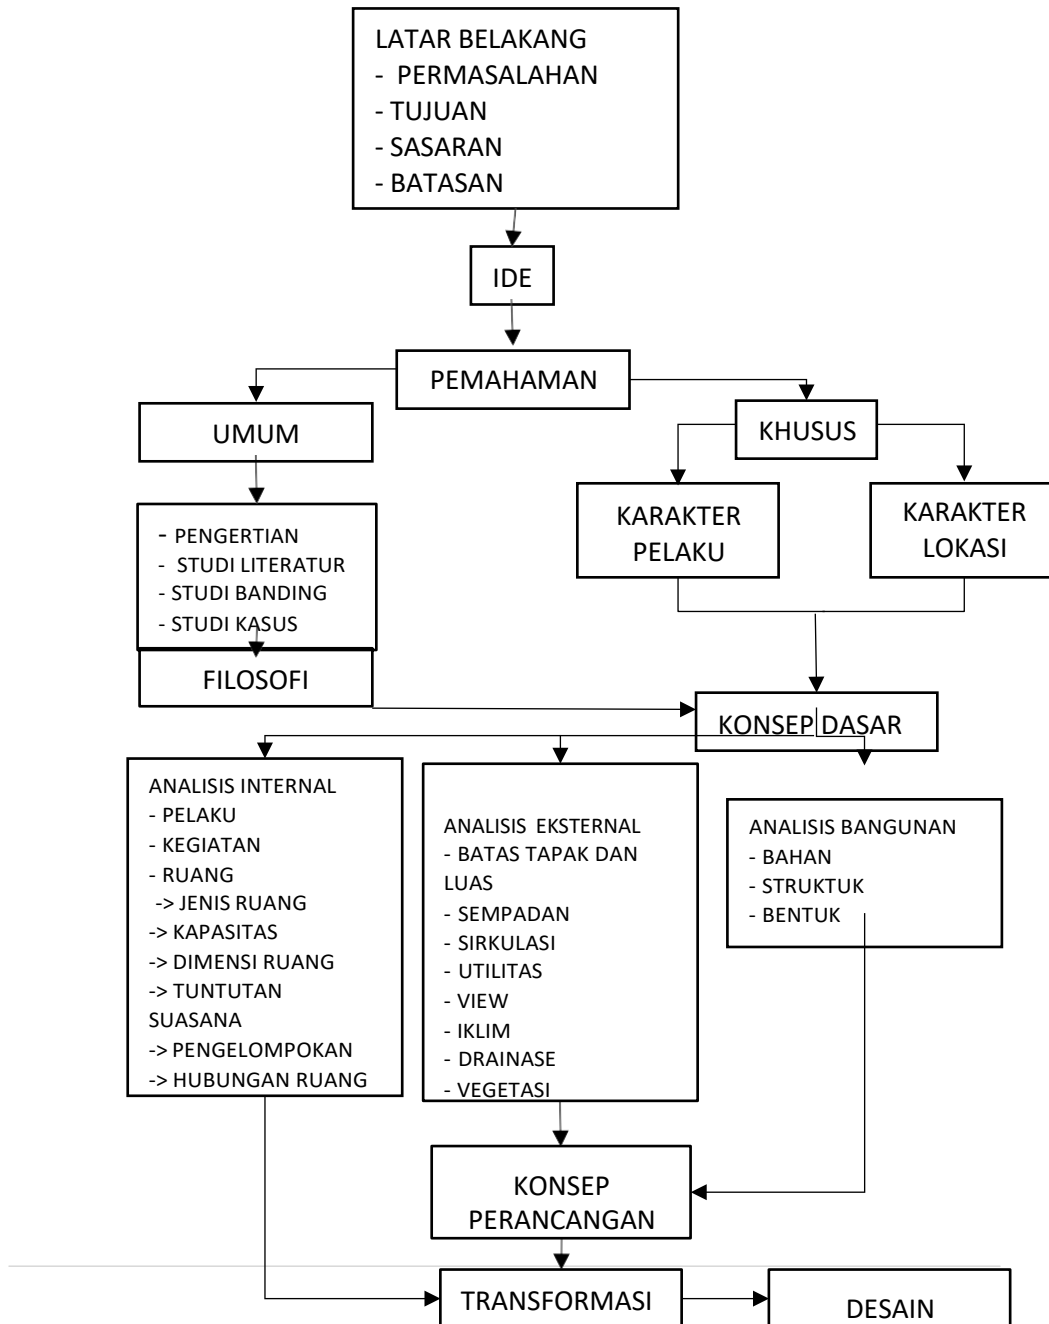 LATAR BELAKANG
- PERMASALAHAN
- TUJUAN
- SASARAN
- BATASAN
IDE
PEMAHAMAN
UMUM
KHUSUS
- PENGERTIAN
- STUDI LITERATUR
- STUDI BANDING
- STUDI KASUS
KARAKTER
PELAKU
KARAKTER
LOKASI
FILOSOFI
KONSEP DASAR
ANALISIS INTERNAL
- PELAKU
- KEGIATAN
- RUANG
-> JENIS RUANG
-> KAPASITAS
-> DIMENSI RUANG
-> TUNTUTAN
SUASANA
-> PENGELOMPOKAN
-> HUBUNGAN RUANG
ANALISIS EKSTERNAL
- BATAS TAPAK DAN
LUAS
- SEMPADAN
- SIRKULASI
- UTILITAS
- VIEW
- IKLIM
- DRAINASE
- VEGETASI
ANALISIS BANGUNAN
- BAHAN
- STRUKTUK
- BENTUK
KONSEP
PERANCANGAN
TRANSFORMASI
DESAIN